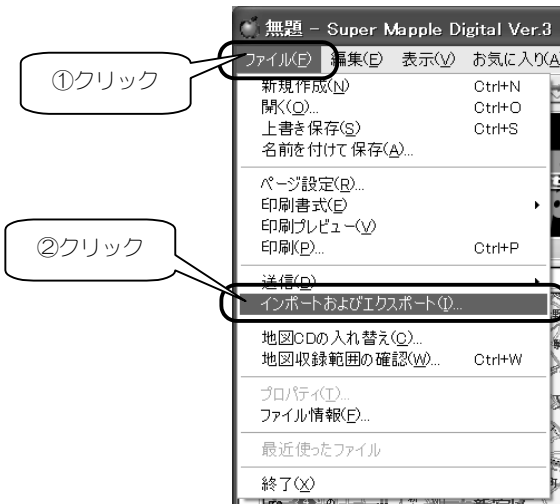 無題 - Super Mapple Digital Ver.3
ファイル(F) 編集(E) 表示(V) お気に入り(A
①クリック
新規作成(N) Ctrl+N
開く(O)... Ctrl+O
上書き保存(S) Ctrl+S
名前を付けて保存(A)...
ページ設定(R)...
印刷書式(E)
印刷プレビュー(V)
印刷(P)... Ctrl+P
②クリック
送信(D)
インポートおよびエクスポート(I)...
地図CDの入れ替え(C)...
地図収録範囲の確認(W)... Ctrl+W
プロパティ(T)...
ファイル情報(F)...
最近使ったファイル
終了(X)